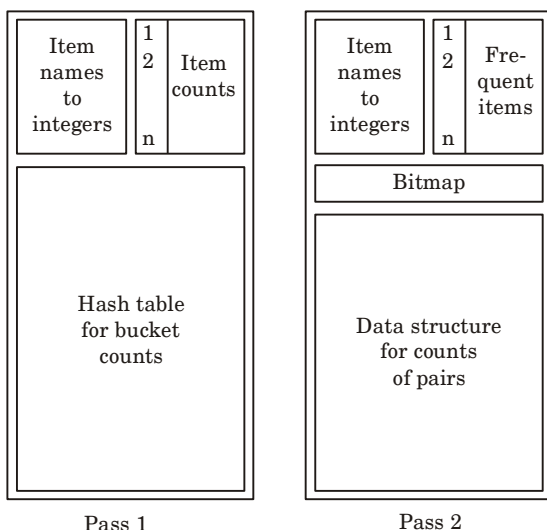 Item
names
to
integers
1
2
n
Item
counts
Hash table
for bucket
counts
Pass 1
Item
names
to
integers
1
2
n
Fre-
quent
items
Bitmap
Data structure
for counts
of pairs
Pass 2